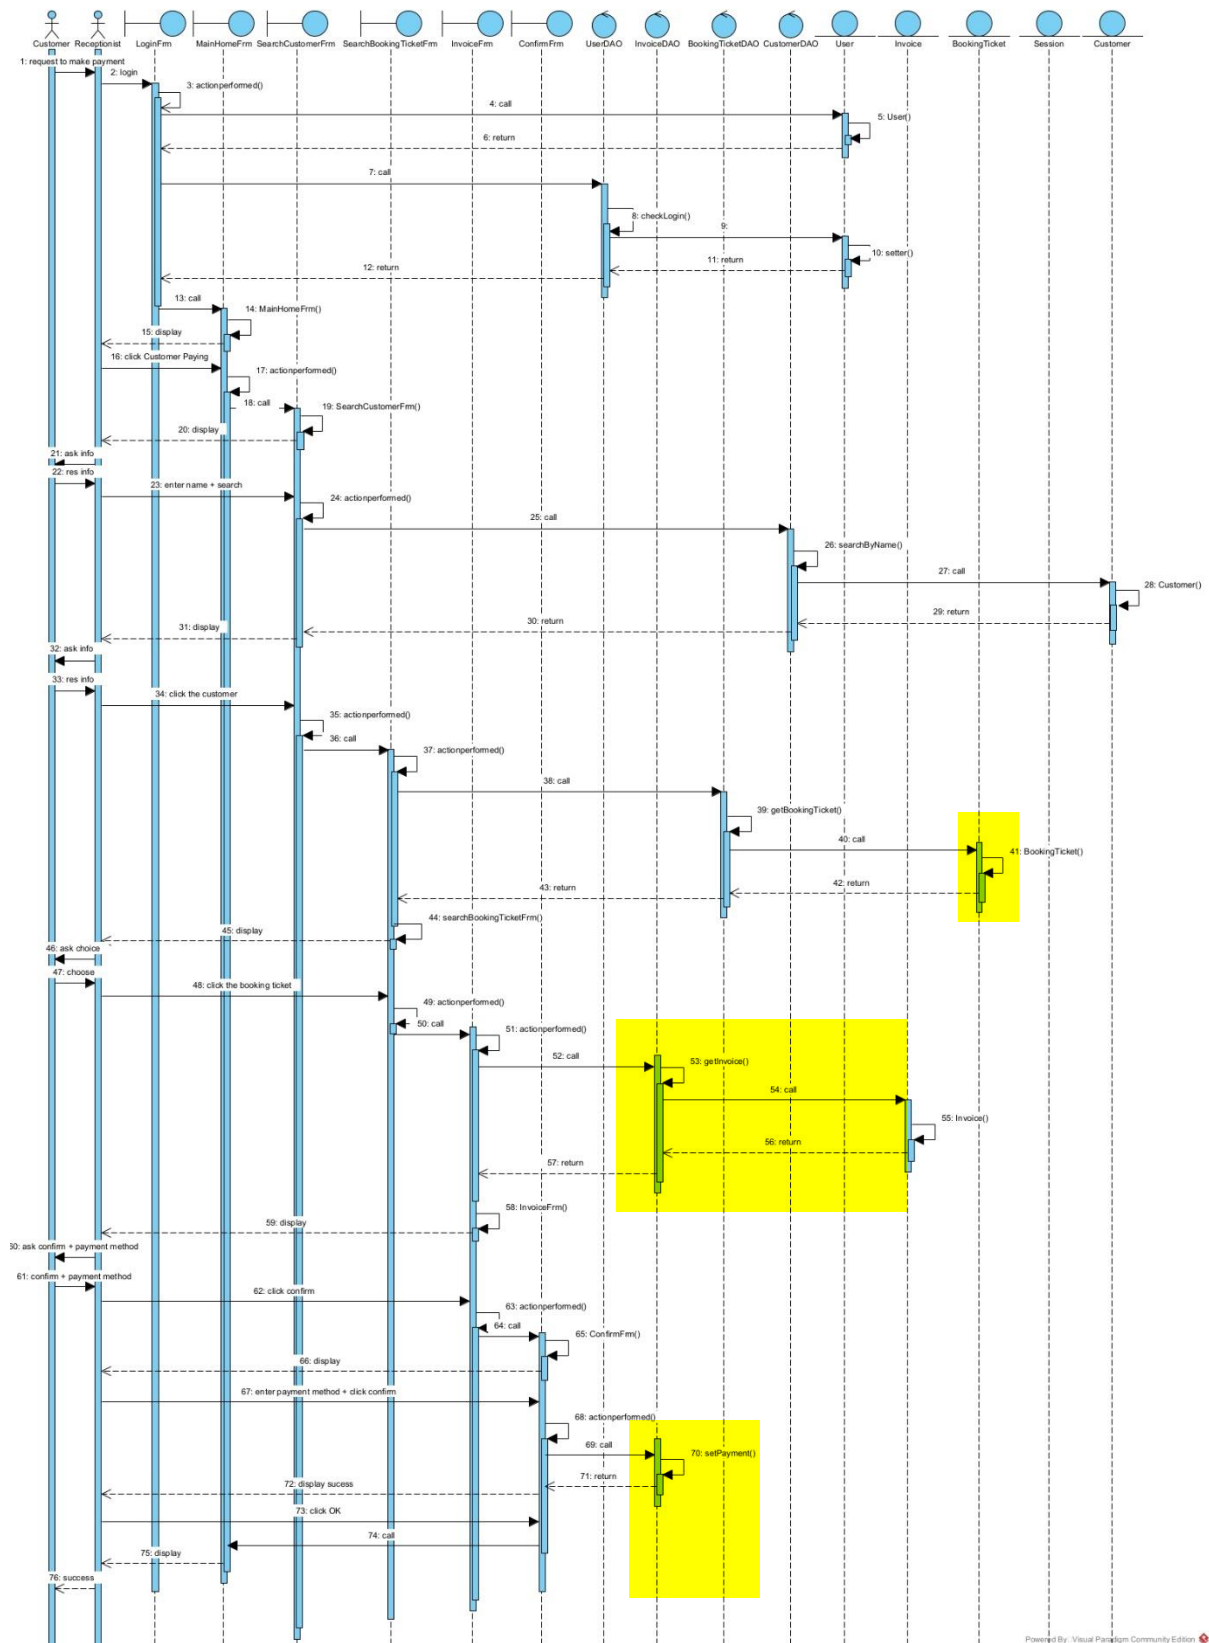 Customer
Receptionist
LoginFrm
MainHomeFrm
SearchCustomerFrm
SearchBookingTicketFrm
InvoiceFrm
ConfirmFrm
UserDAO
InvoiceDAO
BookingTicketDAO
CustomerDAO
User
Invoice
BookingTicket
Session
Customer
1: request to make payment
2: login
3: actionperformed()
4: call
5: User()
6: return
7: call
8: checkLogin()
9:
10: setter()
11: return
12: return
13: call
14: MainHomeFrm()
15: display
16: click Customer Paying
17: actionperformed()
18: call
19: SearchCustomerFrm()
20: display
21: ask info
22: res info
23: enter name + search
24: actionperformed()
25: call
26: searchByName()
27: call
28: Customer()
29: return
30: return
31: display
32: ask info
33: res info
34: click the customer
35: actionperformed()
36: call
37: actionperformed()
38: call
39: getBookingTicket()
40: call
41: BookingTicket()
42: return
43: return
44: searchBookingTicketFrm()
45: display
46: ask choice
47: choose
48: click the booking ticket
49: actionperformed()
50: call
51: actionperformed()
52: call
53: getInvoice()
54: call
55: Invoice()
56: return
57: return
58: InvoiceFrm()
59: display
60: ask confirm + payment method
61: confirm + payment method
62: click confirm
63: actionperformed()
64: call
65: ConfirmFrm()
66: display
67: enter payment method + click confirm
68: actionperformed()
69: call
70: setPayment()
71: return
72: display sucess
73: click OK
74: call
75: display
76: success
Powered By: Visual Paradigm Community Edition